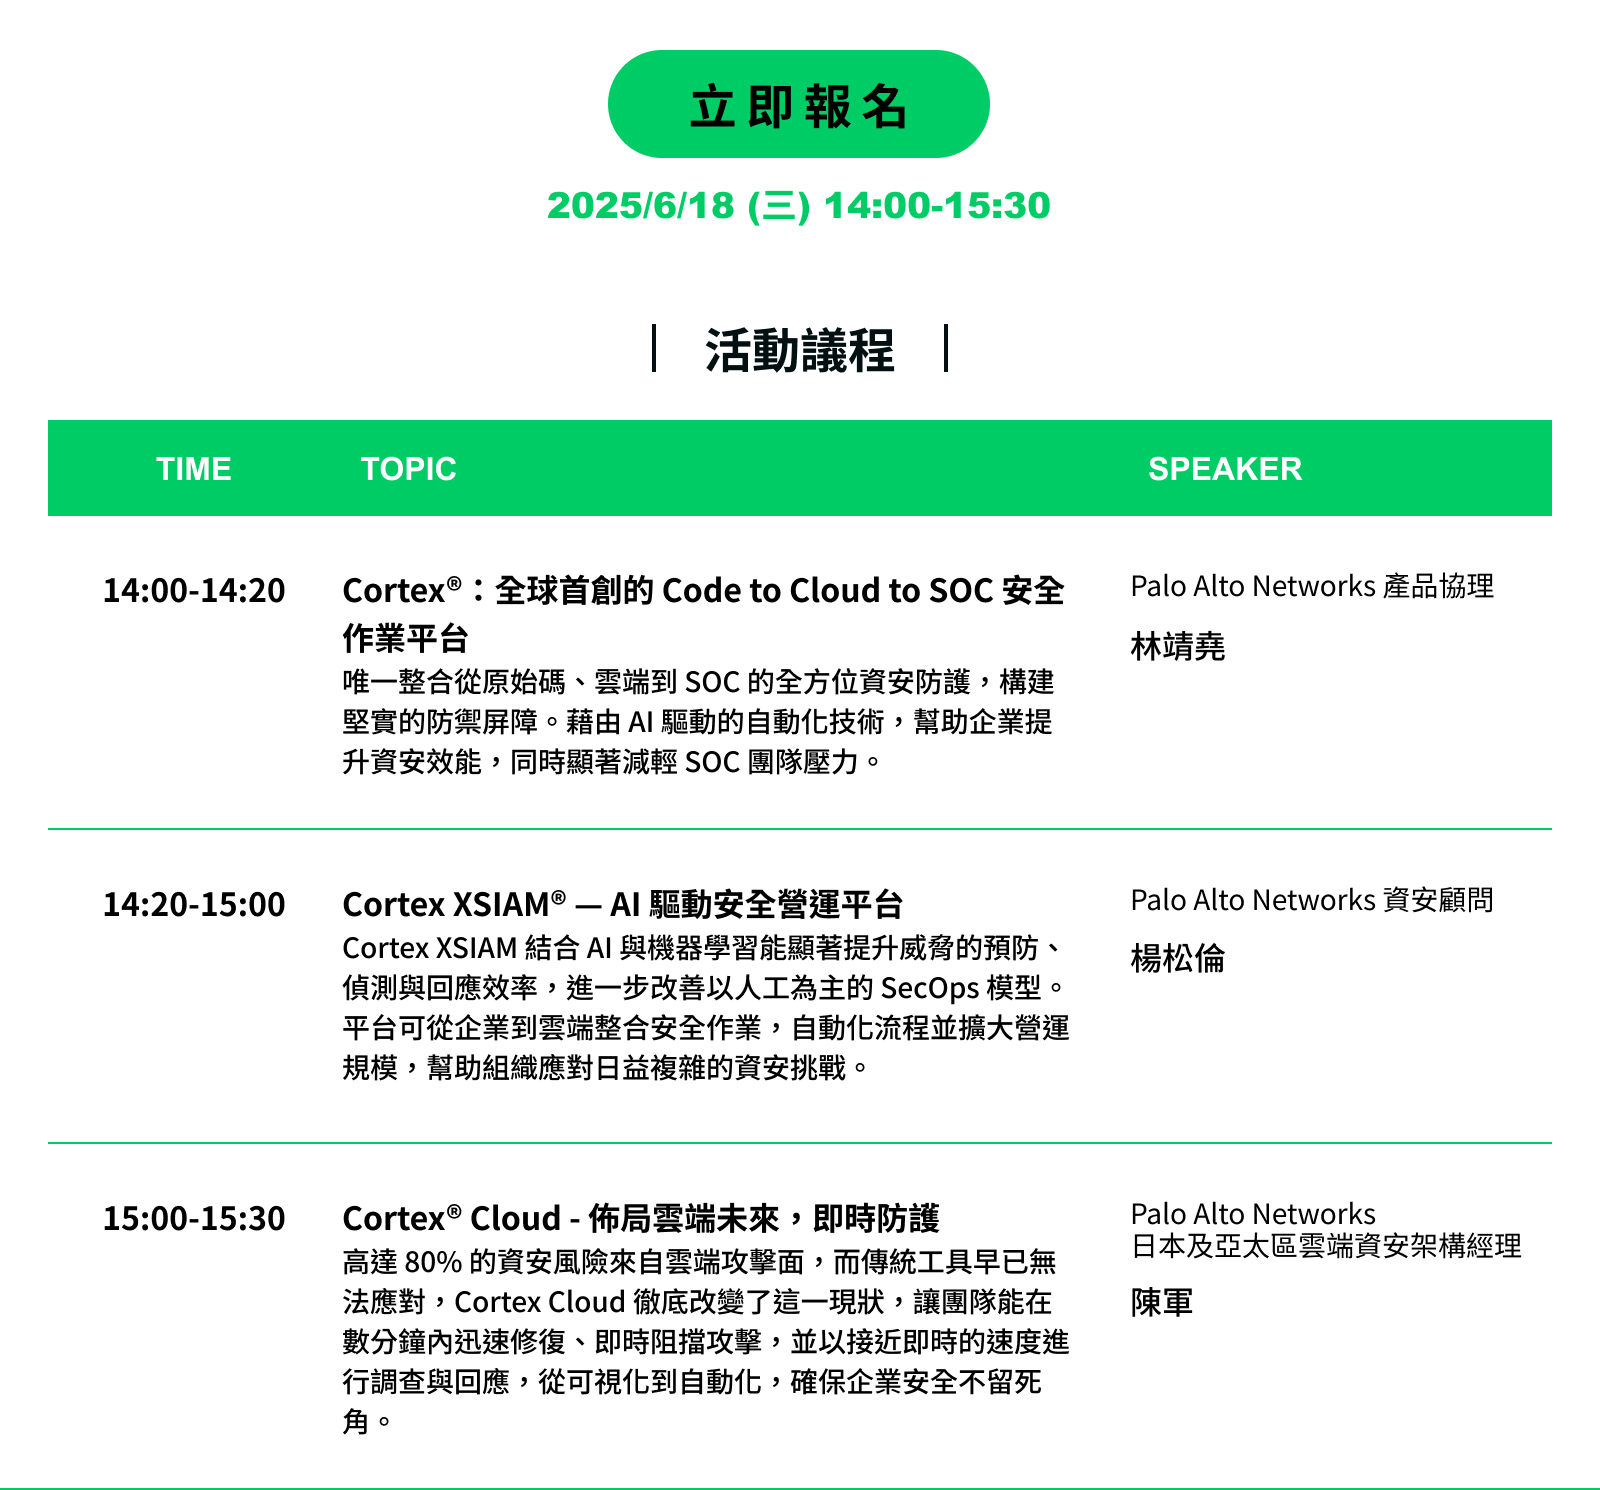 立即報名
2025/6/18 (三) 14:00-15:30
活動議程
TIME TOPIC SPEAKER
14:00-14:20
Cortex®：全球首創的 Code to Cloud to SOC 安全
作業平台
唯一整合從原始碼、雲端到 SOC 的全方位資安防護，構建
堅實的防禦屏障。藉由 AI 驅動的自動化技術，幫助企業提
升資安效能，同時顯著減輕 SOC 團隊壓力。
Palo Alto Networks 產品協理
林靖堯
14:20-15:00
Cortex XSIAM® — AI 驅動安全營運平台
Cortex XSIAM 結合 AI 與機器學習能顯著提升威脅的預防、
偵測與回應效率，進一步改善以人工為主的 SecOps 模型。
平台可從企業到雲端整合安全作業，自動化流程並擴大營運
規模，幫助組織應對日益複雜的資安挑戰。
Palo Alto Networks 資安顧問
楊松倫
15:00-15:30
Cortex® Cloud - 佈局雲端未來，即時防護
高達 80% 的資安風險來自雲端攻擊面，而傳統工具早已無
法應對，Cortex Cloud 徹底改變了這一現狀，讓團隊能在
數分鐘內迅速修復、即時阻擋攻擊，並以接近即時的速度進
行調查與回應，從可視化到自動化，確保企業安全不留死
角。
Palo Alto Networks
日本及亞太區雲端資安架構經理
陳軍